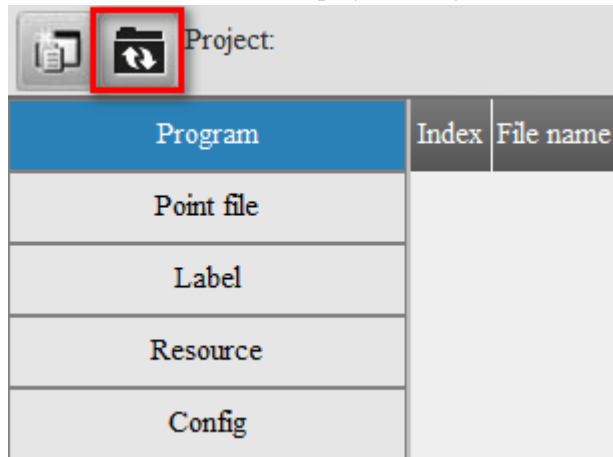 Project:
Program
Index File name
Point file
Label
Resource
Config